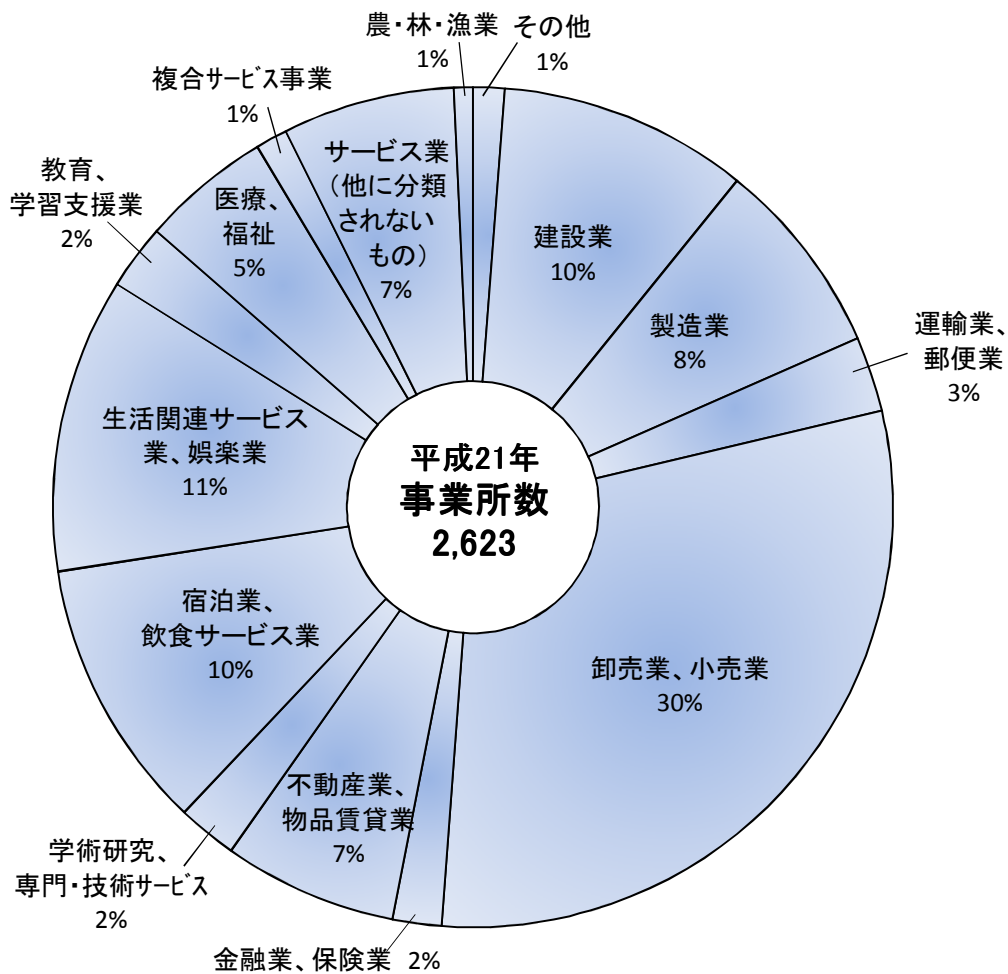 農・林・漁業
1%
その他
1%
建設業
10%
製造業
8%
運輸業、
郵便業
3%
卸売業、小売業
30%
金融業、保険業 2%
不動産業、
物品賃貸業
7%
学術研究、
専門・技術サービス
2%
宿泊業、
飲食サービス業
10%
生活関連サービス
業、娯楽業
11%
教育、
学習支援業
2%
医療、
福祉
5%
複合サービス事業
1%
サービス業
（他に分類
されない
もの）
7%
平成21年
事業所数
2,623